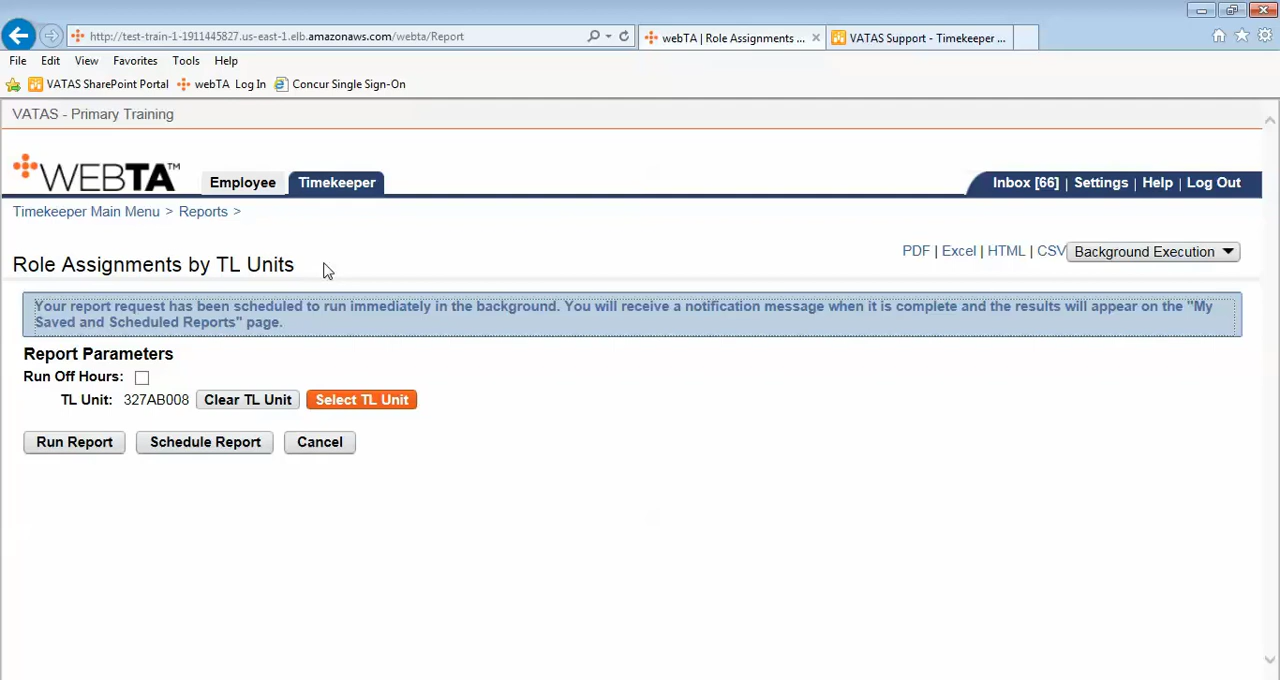 http://test-train-1-1911445827.us-east-1.elb.amazonaws.com/webta/Report
webTA | Role Assignments ...
VATAS Support - Timekeeper ...
File Edit View Favorites Tools Help
VATAS SharePoint Portal webTA Log In Concur Single Sign-On
VATAS - Primary Training
WEBTA™ Employee Timekeeper Inbox [66] | Settings | Help | Log Out
Timekeeper Main Menu > Reports >
PDF | Excel | HTML | CSV Background Execution
Role Assignments by TL Units
Your report request has been scheduled to run immediately in the background. You will receive a notification message when it is complete and the results will appear on the "My
Saved and Scheduled Reports" page.
Report Parameters
Run Off Hours:
TL Unit: 327AB008 Clear TL Unit Select TL Unit
Run Report Schedule Report Cancel